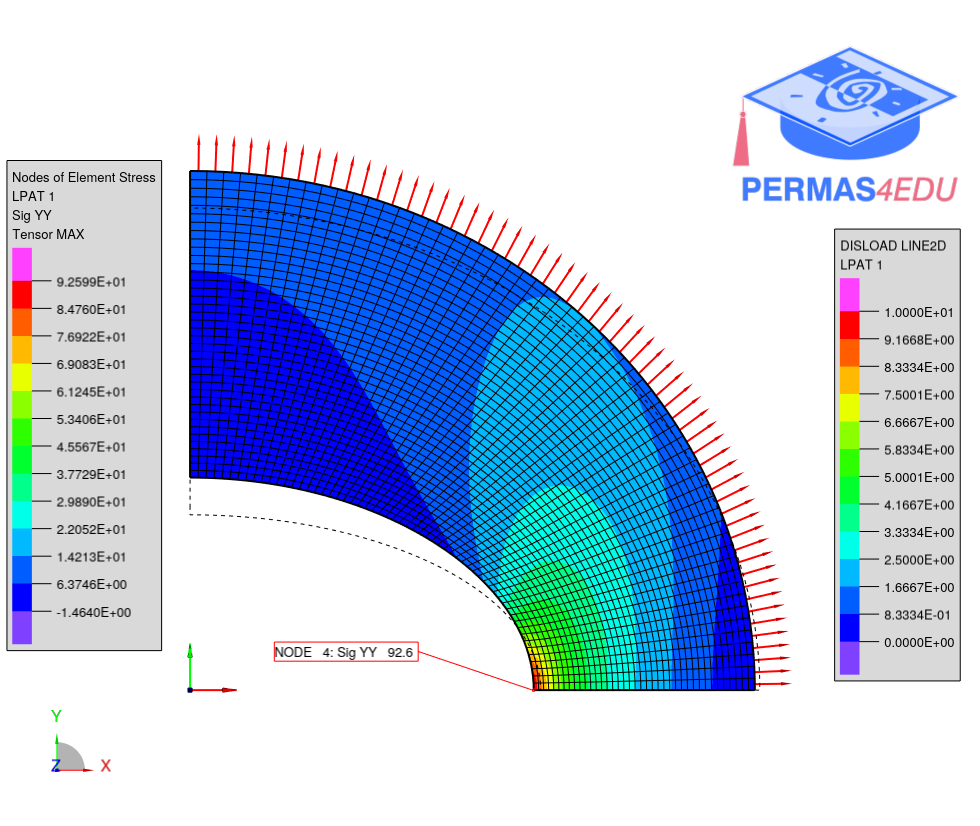 PERMAS4EDU
Nodes of Element Stress
LPAT 1
Sig YY
Tensor MAX
9.2599E+01
8.4760E+01
7.6922E+01
6.9083E+01
6.1245E+01
5.3406E+01
4.5567E+01
3.7729E+01
2.9890E+01
2.2052E+01
1.4213E+01
6.3746E+00
-1.4640E+00
DISLOAD LINE2D
LPAT 1
1.0000E+01
9.1668E+00
8.3334E+00
7.5001E+00
6.6667E+00
5.8334E+00
5.0001E+00
4.1667E+00
3.3334E+00
2.5000E+00
1.6667E+00
8.3334E-01
0.0000E+00
NODE 4: Sig YY 92.6
Y
Z X